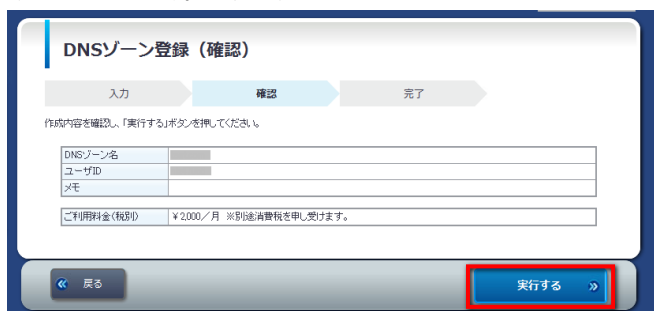 DNSゾーン登録（確認）
入力 確認 完了
作成内容を確認し、「実行する」ボタンを押してください。
DNSゾーン名
ユーザID
メモ
ご利用料金(税別) ￥2,000／月 ※別途消費税を申し受けます。
戻る 実行する